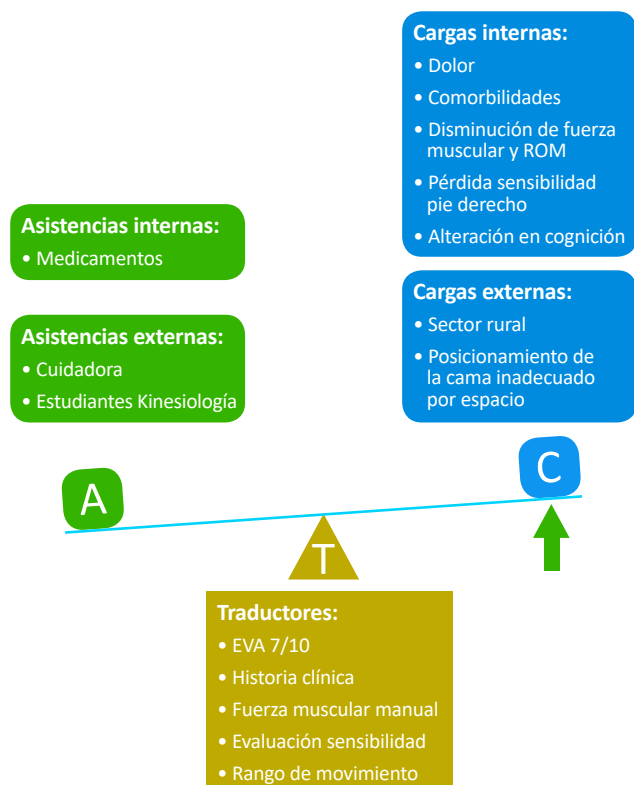 Cargas internas:
• Dolor
• Comorbilidades
• Disminución de fuerza
muscular y ROM
• Pérdida sensibilidad
pie derecho
• Alteración en cognición
Asistencias internas:
• Medicamentos
Cargas externas:
• Sector rural
• Posicionamiento de
la cama inadecuado
por espacio
Asistencias externas:
• Cuidadora
• Estudiantes Kinesiología
A
C
T
Traductores:
• EVA 7/10
• Historia clínica
• Fuerza muscular manual
• Evaluación sensibilidad
• Rango de movimiento